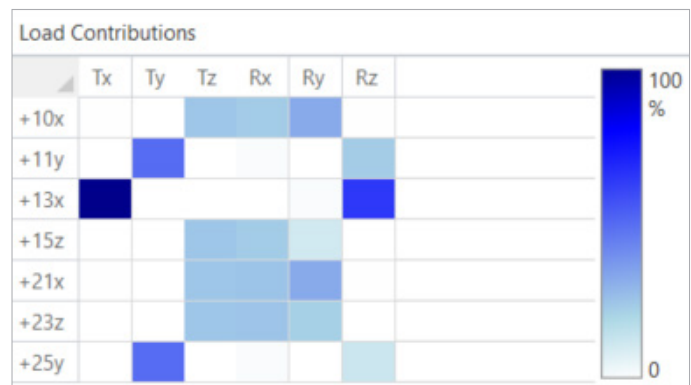 Load Contributions
Tx Ty Tz Rx Ry Rz
100
%
+10x
+11y
+13x
+15z
+21x
+23z
+25y
0